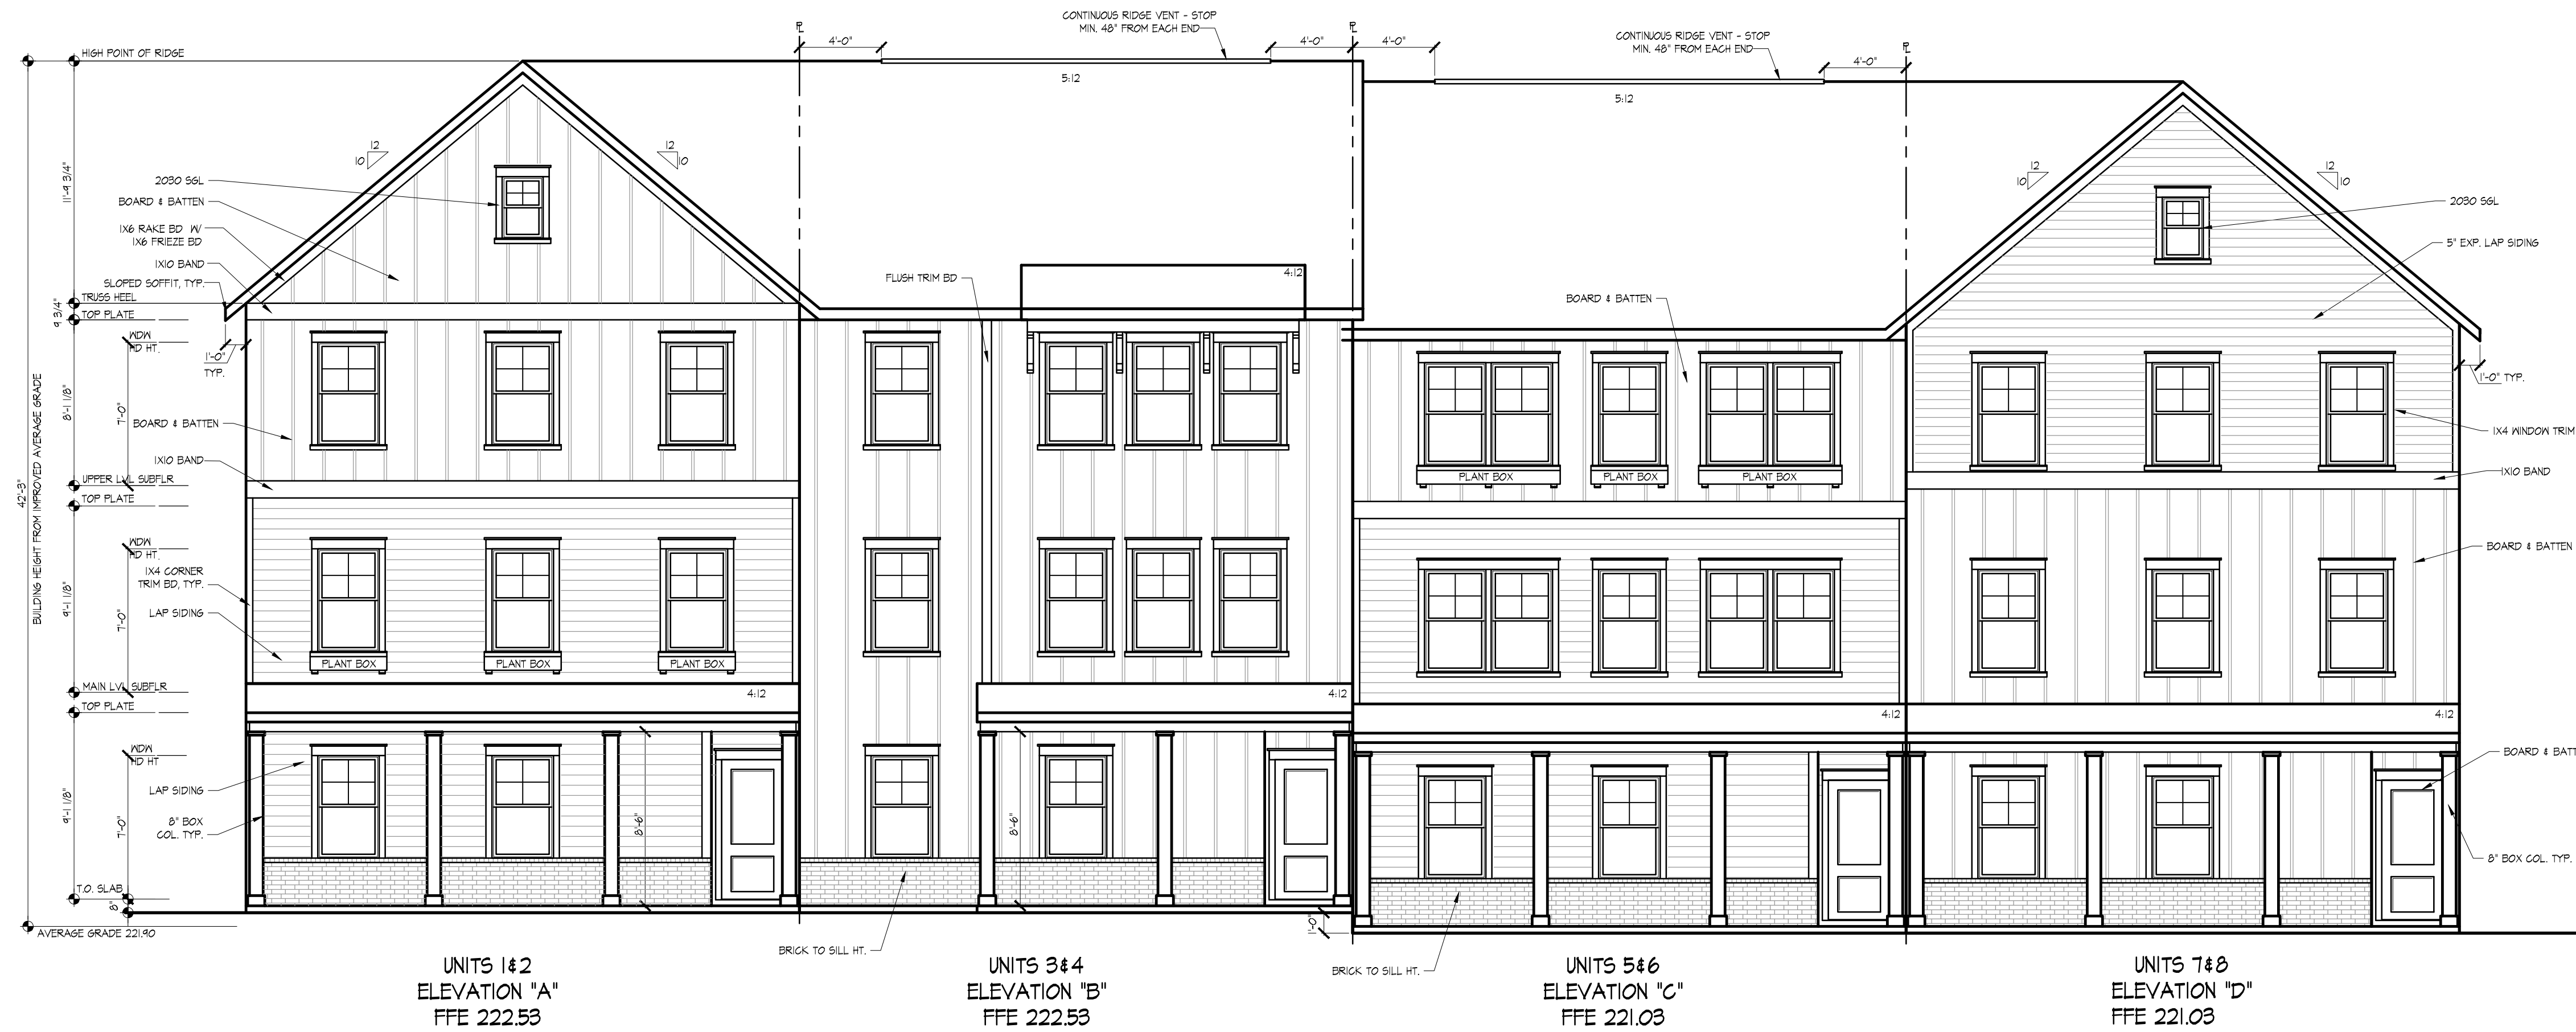 CONTINUOUS RIDGE VENT - STOP
MIN. 48" FROM EACH END
PL
PL
PL
4'-0"
4'-0"
4'-0"
4'-0"
CONTINUOUS RIDGE VENT - STOP
MIN. 48" FROM EACH END
HIGH POINT OF RIDGE
5:12
5:12
12
10
12
10
12
10
12
10
2030 SGL
BOARD & BATTEN
1X6 RAKE BD W/
1X6 FRIEZE BD
1X10 BAND
SLOPED SOFFIT, TYP.
TRUSS HEEL
TOP PLATE
WDW
HD HT.
1'-0"
TYP.
BOARD & BATTEN
1X10 BAND
UPPER LVL SUBFLR
TOP PLATE
WDW
HD HT.
1X4 CORNER
TRIM BD, TYP.
LAP SIDING
MAIN LVL SUBFLR
TOP PLATE
WDW
HD HT
LAP SIDING
8" BOX
COL. TYP.
T.O. SLAB
AVERAGE GRADE 221.90
42'-3"
BUILDING HEIGHT FROM IMPROVED AVERAGE GRADE
11'-9 3/4"
9 3/4"
8'-1 1/8"
7'-0"
9'-1 1/8"
7'-0"
9'-1 1/8"
7'-0"
8"
FLUSH TRIM BD
4:12
BOARD & BATTEN
2030 SGL
5" EXP. LAP SIDING
1'-0" TYP.
1X4 WINDOW TRIM
1X10 BAND
BOARD & BATTEN
BOARD & BATT
8" BOX COL. TYP.
PLANT BOX
PLANT BOX
PLANT BOX
PLANT BOX
PLANT BOX
PLANT BOX
4:12
4:12
4:12
4:12
8'-6"
8'-6"
1'-0"
BRICK TO SILL HT.
BRICK TO SILL HT.
UNITS 1&2
ELEVATION "A"
FFE 222.53
UNITS 3&4
ELEVATION "B"
FFE 222.53
UNITS 5&6
ELEVATION "C"
FFE 221.03
UNITS 7&8
ELEVATION "D"
FFE 221.03